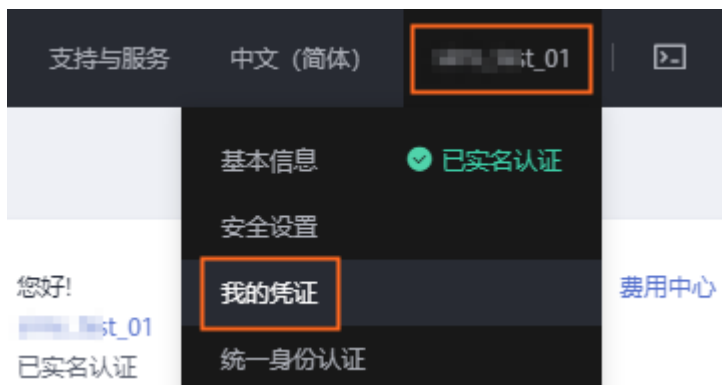 支持与服务 中文（简体） st_01
基本信息 已实名认证
安全设置
您好!
我的凭证
费用中心
st_01
已实名认证
统一身份认证